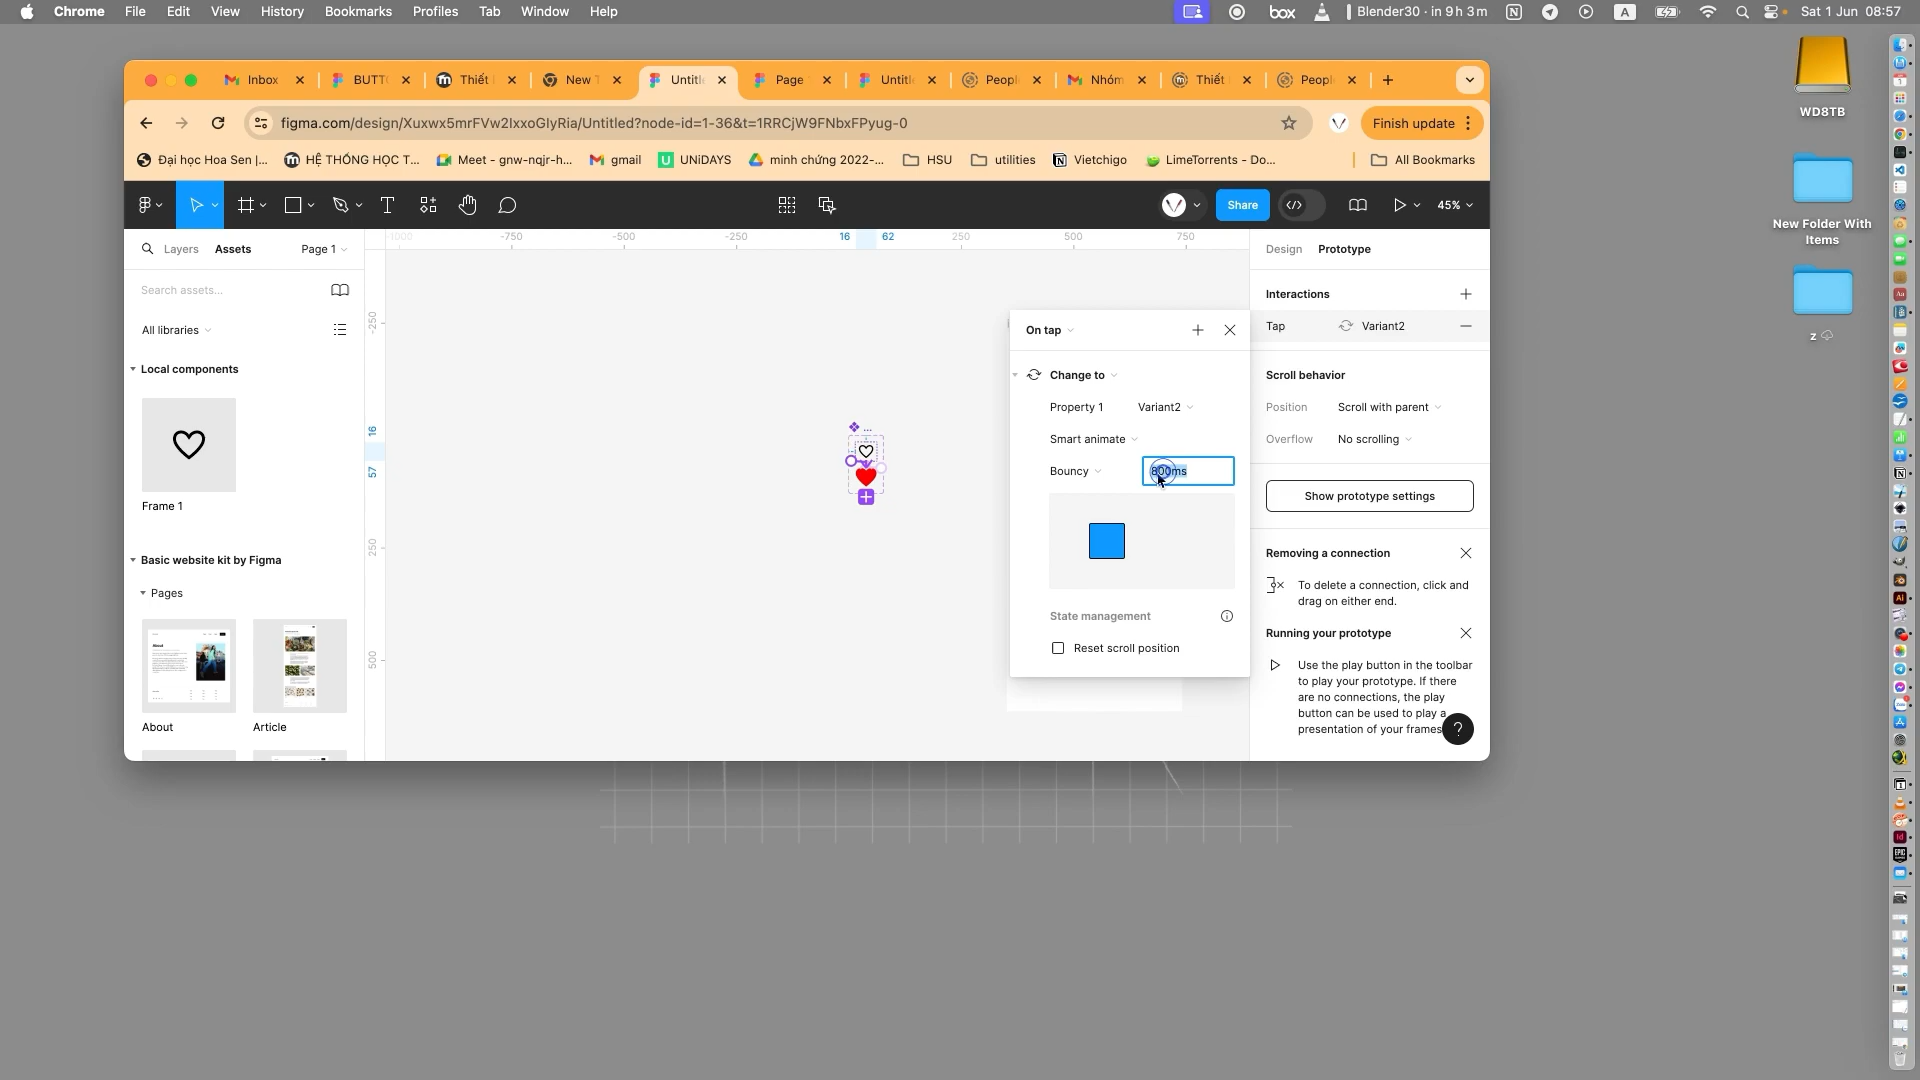 Chrome File Edit View History Bookmarks Profiles Tab Window Help
box Blender30 · in 9h 3m A Sat 1 Jun 08:57
Inbox BUTT Thiết New T Untitl Page Untitl Peopl Nhóm Thiết Peopl
figma.com/design/Xuxwx5mrFVw2IxxoGlyRia/Untitled?node-id=1-36&t=1RRCjW9FNbxFPyug-0
Finish update
Đại học Hoa Sen |... HỆ THỐNG HỌC T... Meet - gnw-nqjr-h... gmail UNiDAYS minh chứng 2022-... HSU utilities Vietchigo LimeTorrents - Do... All Bookmarks
Share 45%
Layers Assets Page 1
-1000 -750 -500 -250 16 62 250 500 750
Design Prototype
Search assets...
Interactions
All libraries
On tap
Tap Variant2
Local components
Change to
Scroll behavior
Property 1 Variant2
Position Scroll with parent
Smart animate
Overflow No scrolling
Bouncy 800ms
Show prototype settings
Frame 1
-250
16
57
250
500
Basic website kit by Figma
Pages
About
Article
State management
Reset scroll position
Removing a connection
To delete a connection, click and
drag on either end.
Running your prototype
Use the play button in the toolbar
to play your prototype. If there
are no connections, the play
button can be used to play a
presentation of your frames
?
WD8TB
New Folder With
Items
z